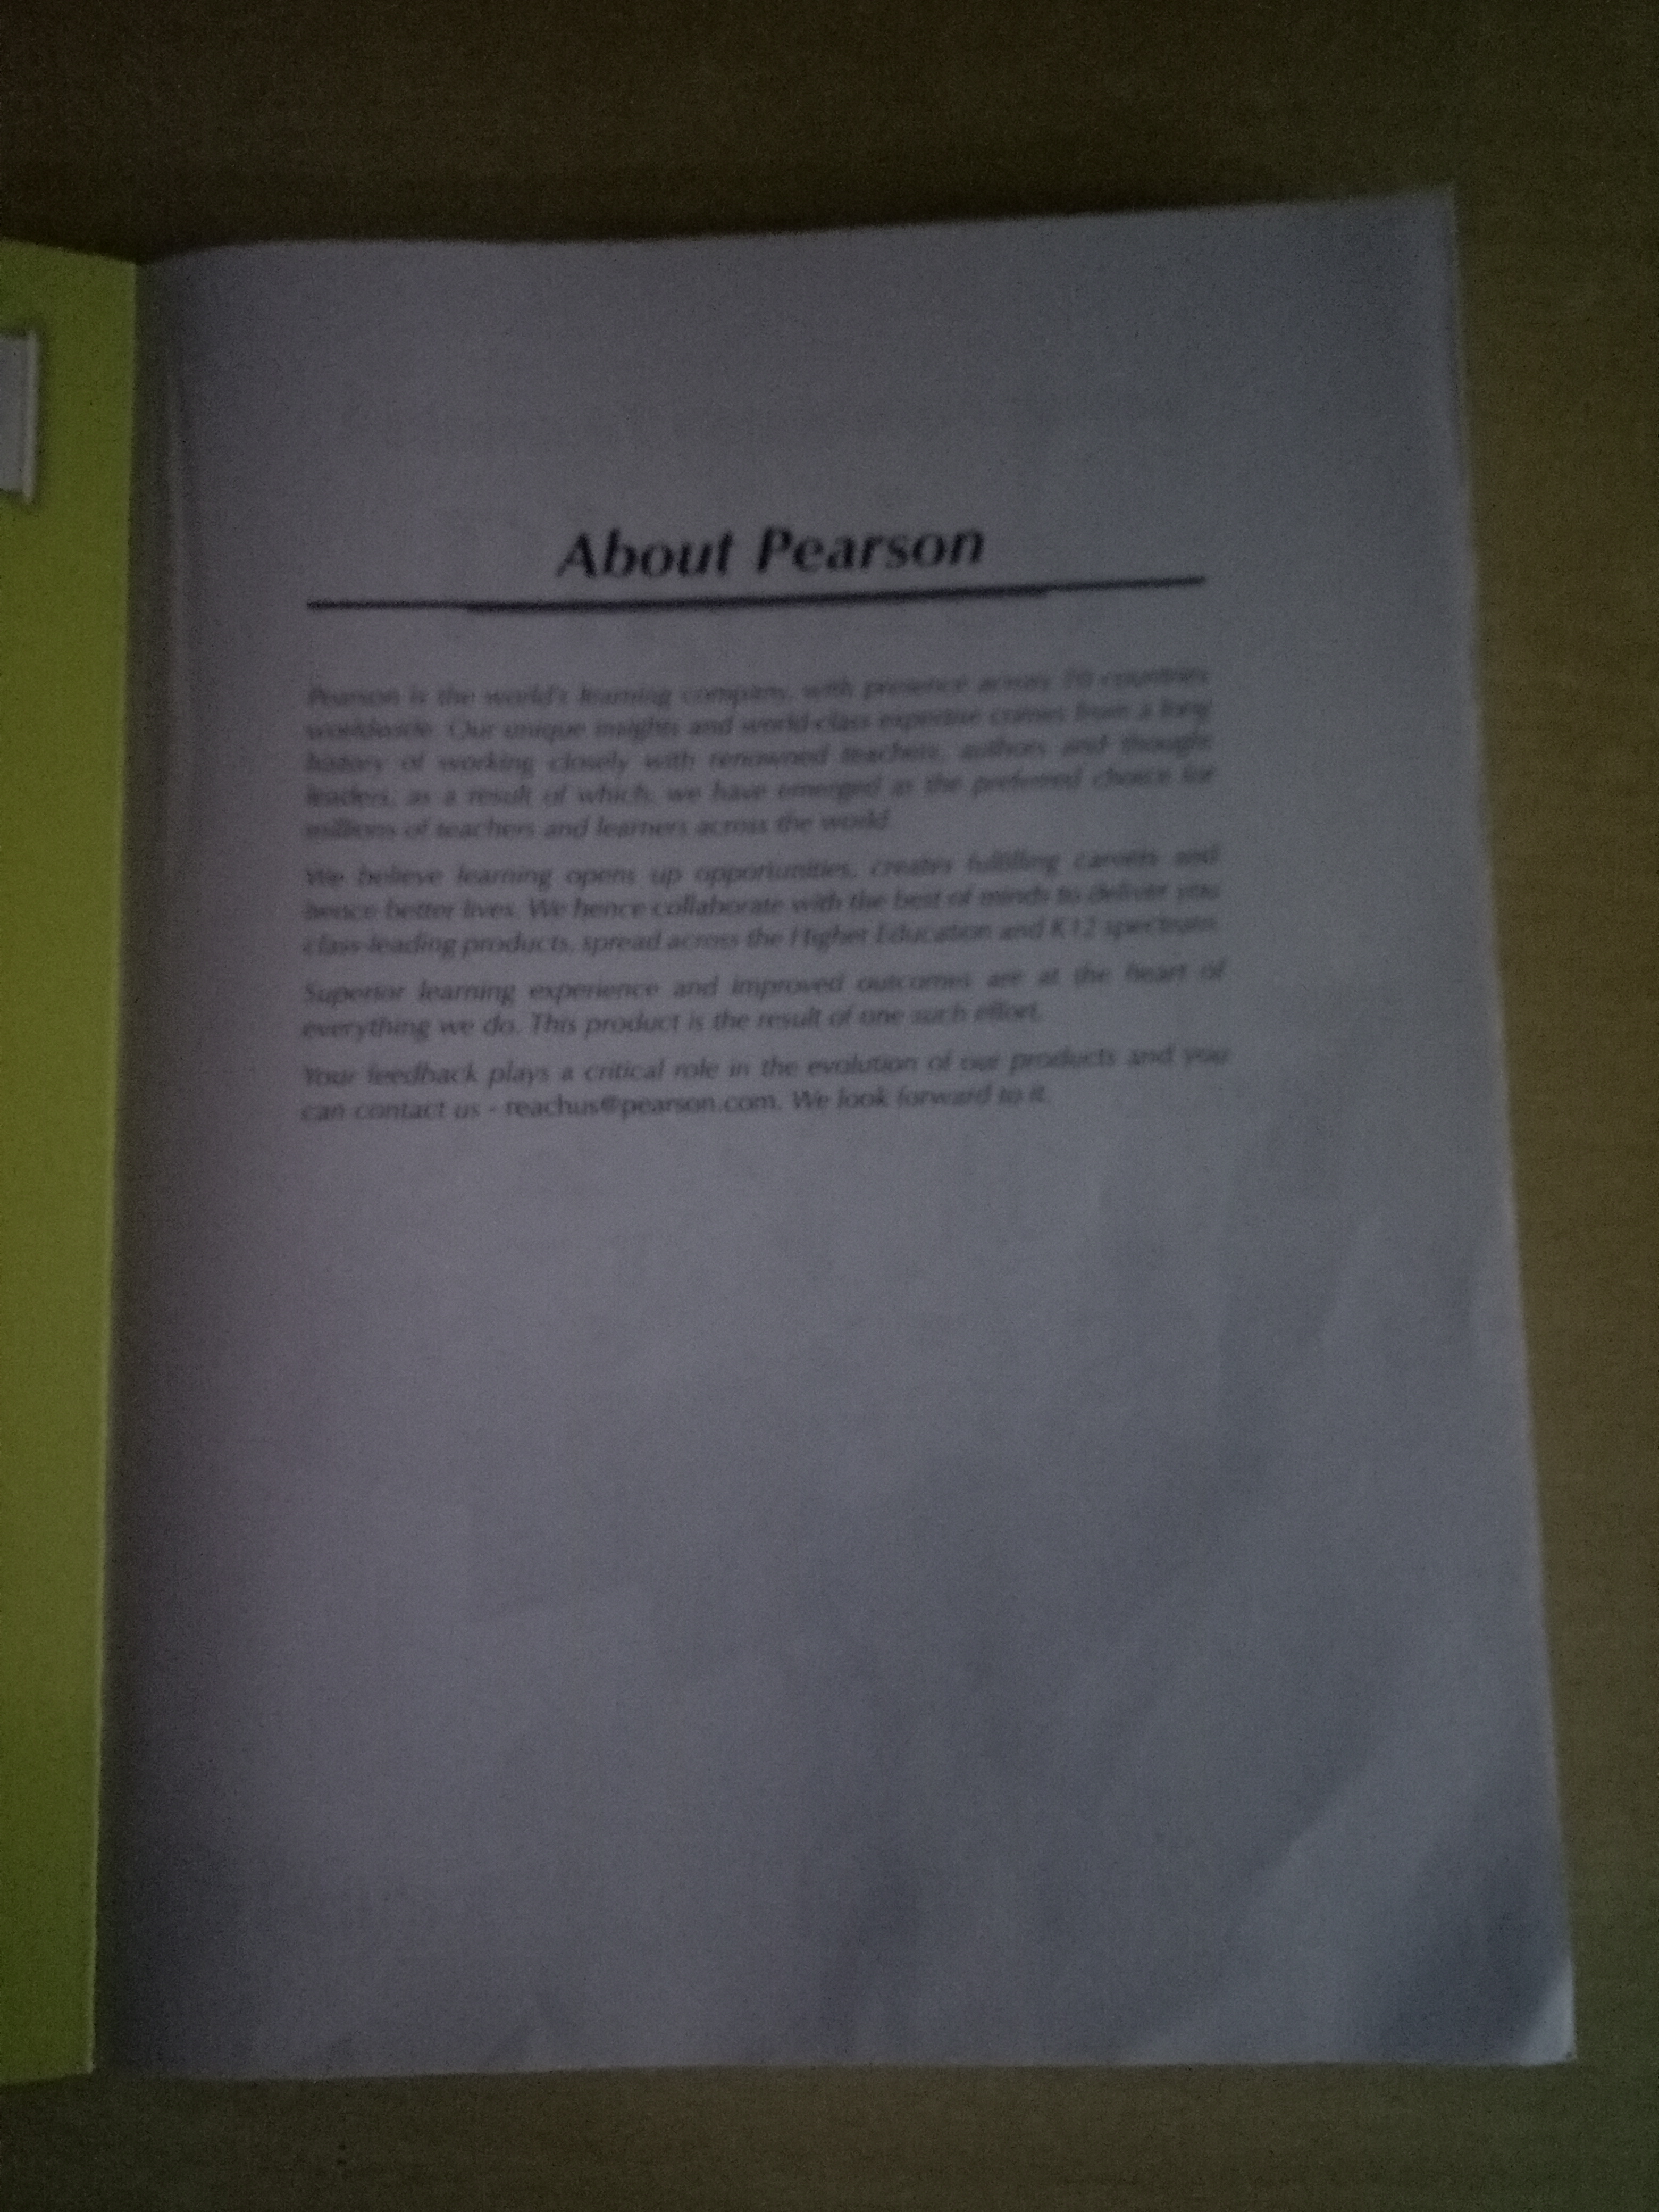 About Pearson
Pearson is the world's learning company, with presence across 70 countries
worldwide. Our unique insights and world-class expertise comes from a long
history of working closely with renowned teachers, authors and thought
leaders, as a result of which, we have emerged as the preferred choice for
millions of teachers and learners across the world.
We believe learning opens up opportunities, creates fulfilling careers and
hence better lives. We hence collaborate with the best of minds to deliver you
class-leading products, spread across the Higher Education and K12 spectrum.
Superior learning experience and improved outcomes are at the heart of
everything we do. This product is the result of one such effort.
Your feedback plays a critical role in the evolution of our products and you
can contact us - reachus@pearson.com. We look forward to it.